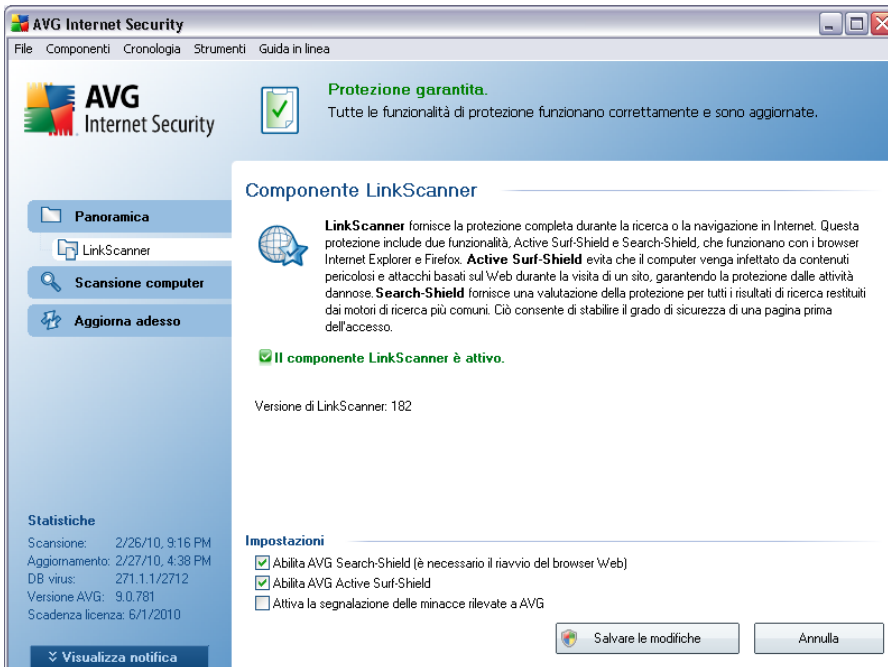 AVG Internet Security
File Componenti Cronologia Strumenti Guida in linea
AVG
Internet Security
Protezione garantita.
Tutte le funzionalità di protezione funzionano correttamente e sono aggiornate.
Panoramica
LinkScanner
Scansione computer
Aggiorna adesso
Componente LinkScanner
LinkScanner fornisce la protezione completa durante la ricerca o la navigazione in Internet. Questa
protezione include due funzionalità, Active Surf-Shield e Search-Shield, che funzionano con i browser
Internet Explorer e Firefox. Active Surf-Shield evita che il computer venga infettato da contenuti
pericolosi e attacchi basati sul Web durante la visita di un sito, garantendo la protezione dalle attività
dannose. Search-Shield fornisce una valutazione della protezione per tutti i risultati di ricerca restituiti
dai motori di ricerca più comuni. Ciò consente di stabilire il grado di sicurezza di una pagina prima
dell'accesso.
Il componente LinkScanner è attivo.
Versione di LinkScanner: 182
Statistiche
Scansione: 2/26/10, 9:16 PM
Aggiornamento: 2/27/10, 4:38 PM
DB virus: 271.1.1/2712
Versione AVG: 9.0.781
Scadenza licenza: 6/1/2010
Visualizza notifica
Impostazioni
Abilita AVG Search-Shield (è necessario il riavvio del browser Web)
Abilita AVG Active Surf-Shield
Attiva la segnalazione delle minacce rilevate a AVG
Salvare le modifiche
Annulla